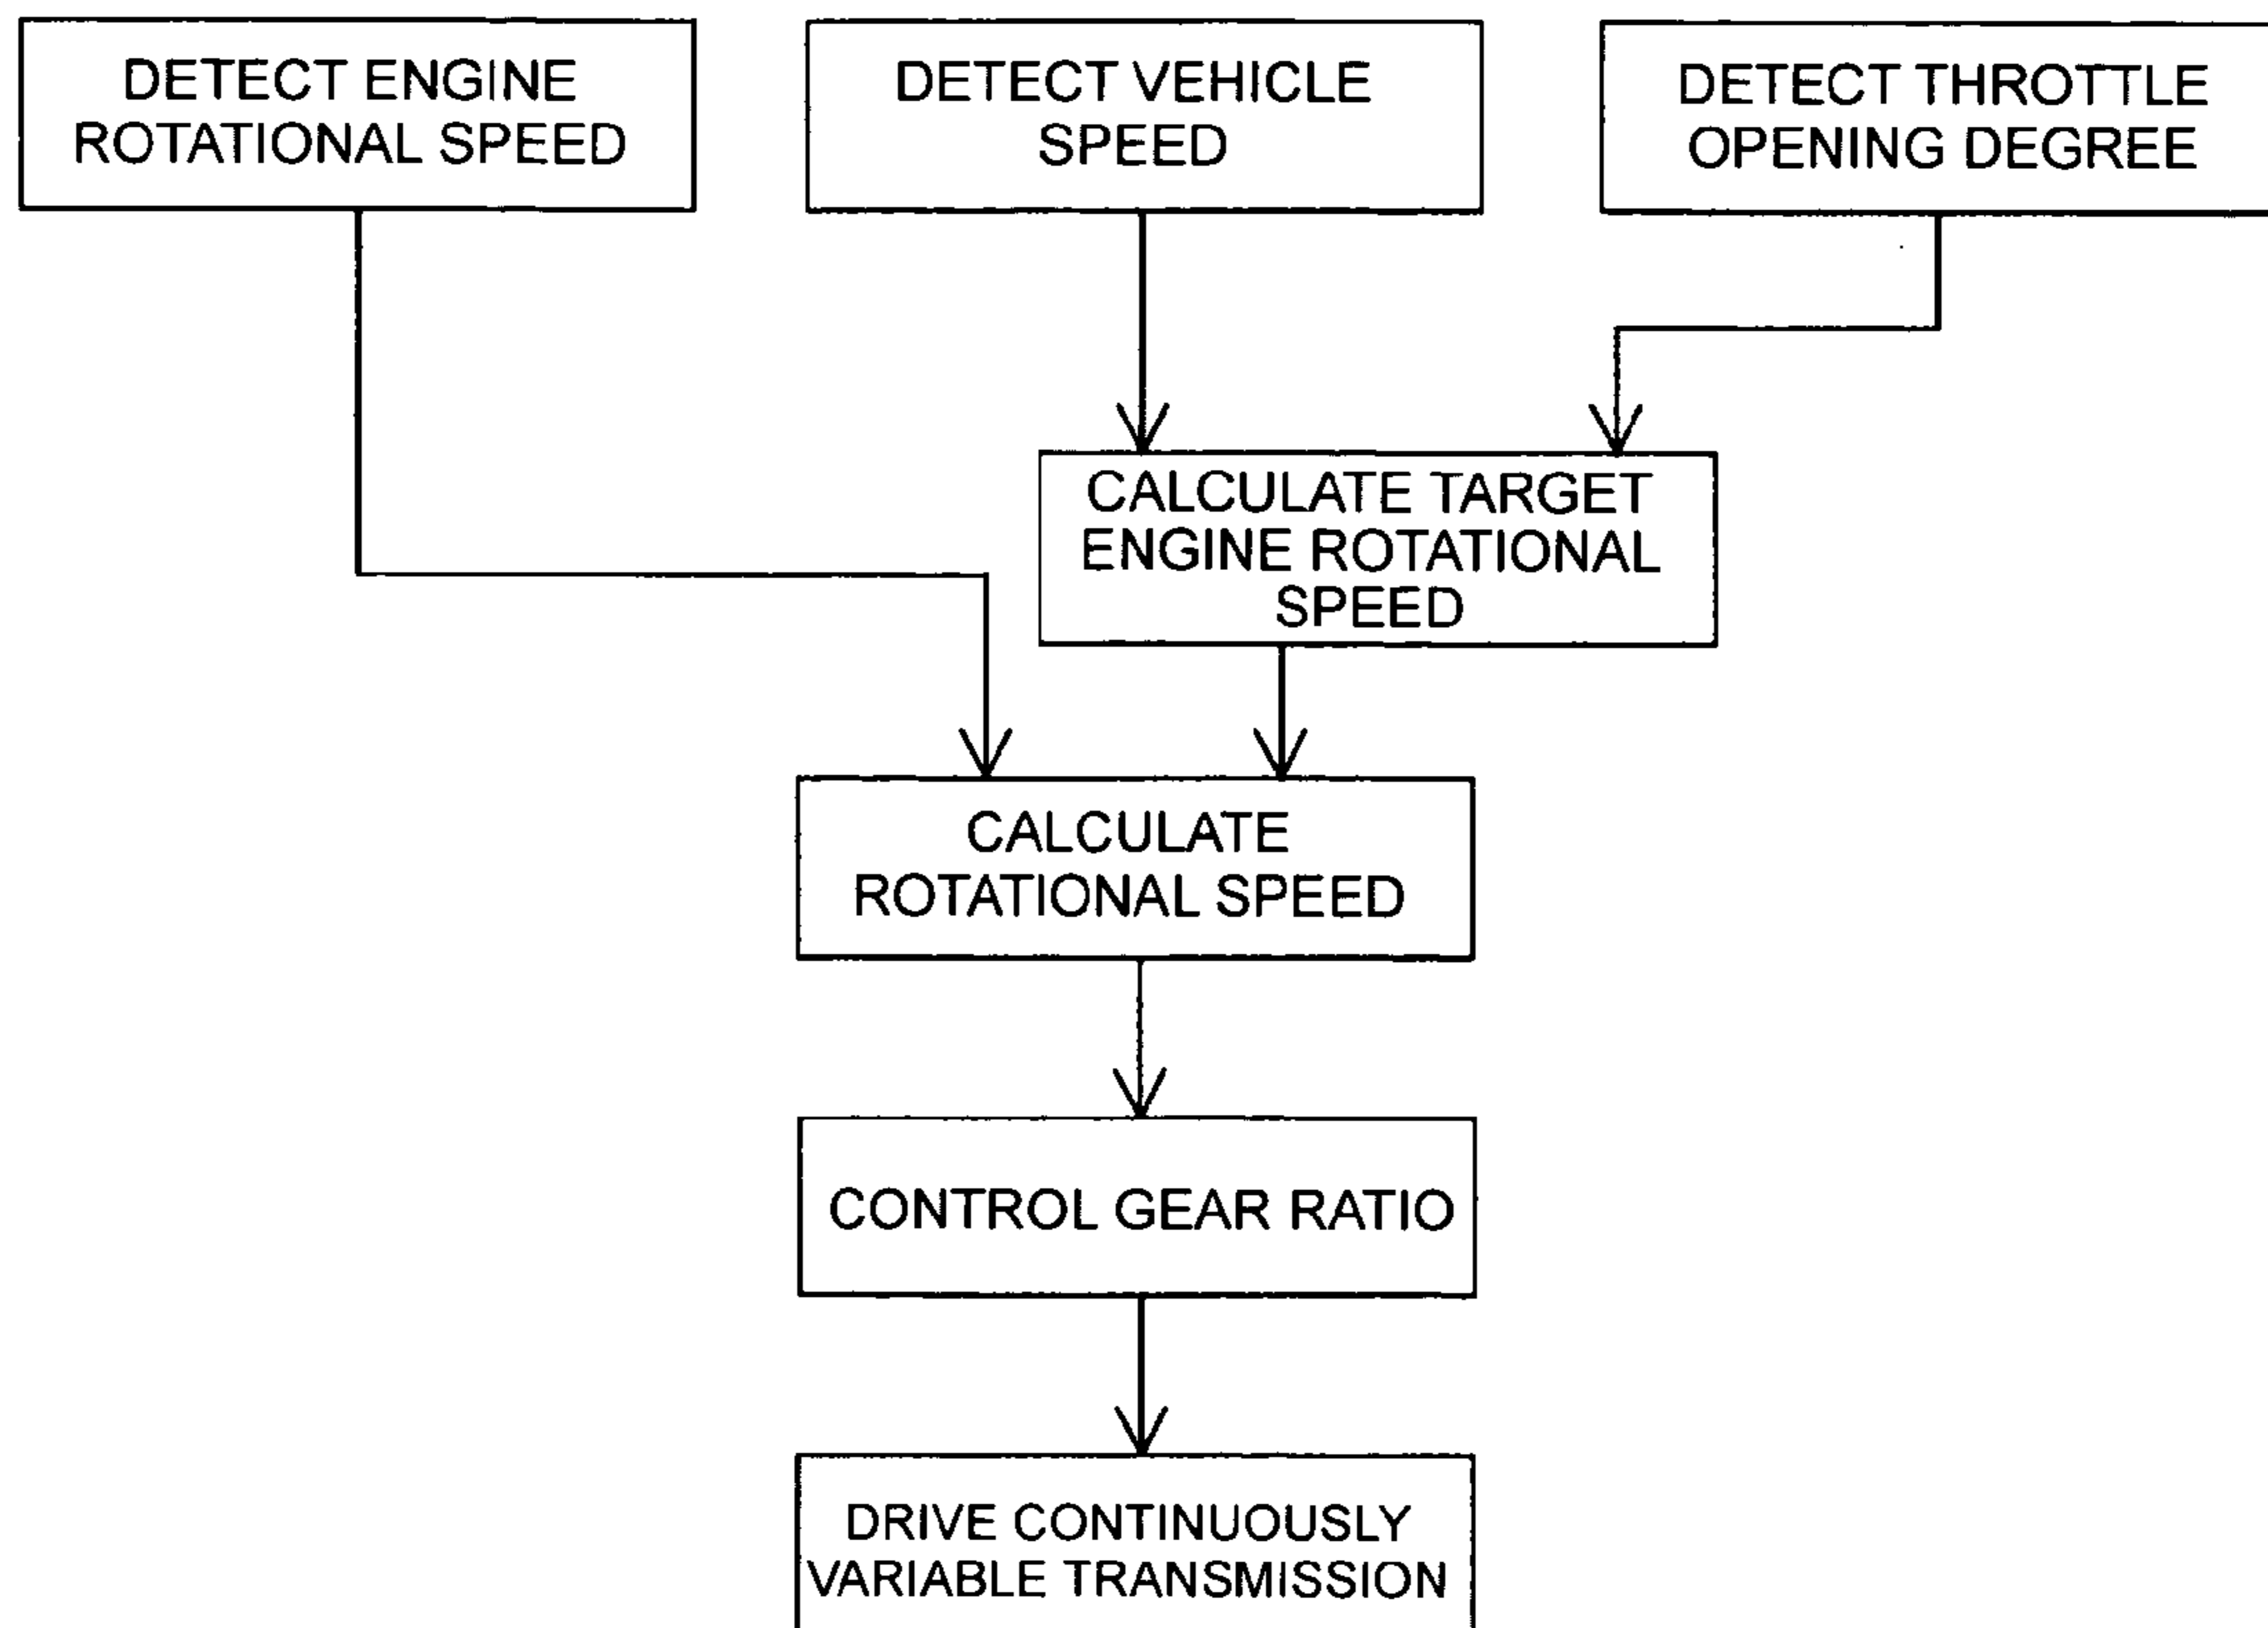 DETECT ENGINE
ROTATIONAL SPEED
DETECT VEHICLE
SPEED
DETECT THROTTLE
OPENING DEGREE
CALCULATE TARGET
ENGINE ROTATIONAL
SPEED
CALCULATE
ROTATIONAL SPEED
CONTROL GEAR RATIO
DRIVE CONTINUOUSLY
VARIABLE TRANSMISSION